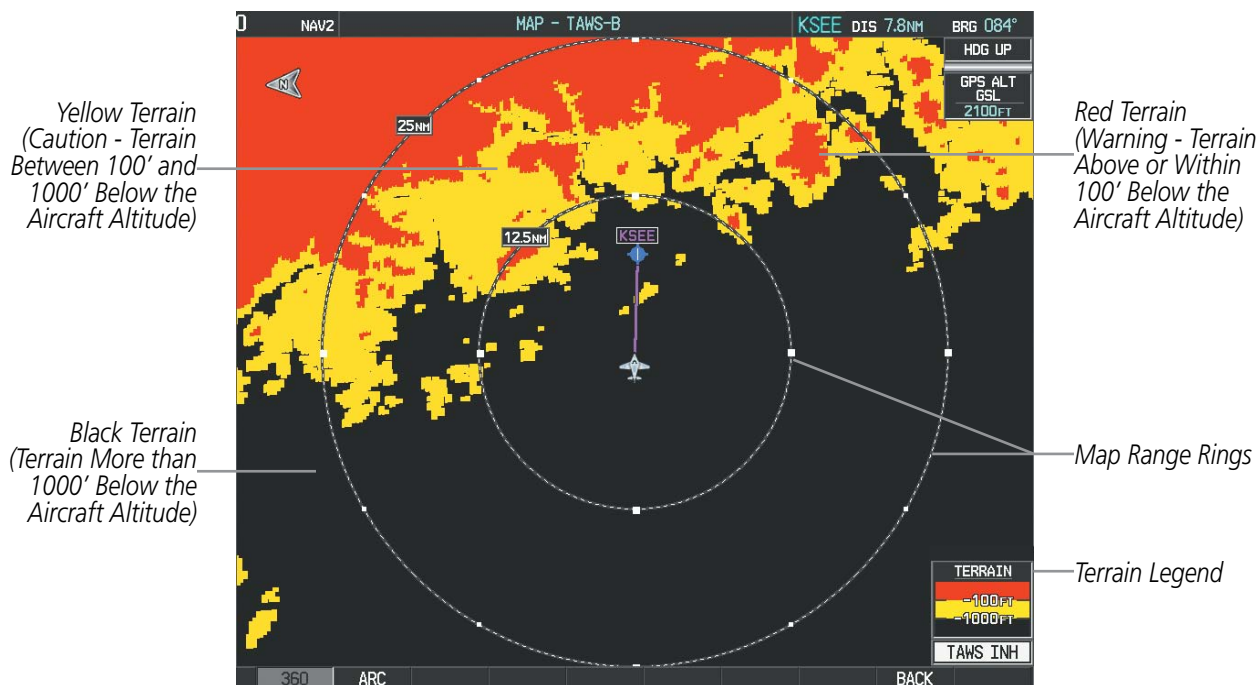 0 NAV2 MAP - TAWS-B KSEE DIS 7.8NM BRG 084°
HDG UP
N
GPS ALT
GSL
2100FT
Yellow Terrain
(Caution - Terrain
Between 100’ and
1000’ Below the
Aircraft Altitude)
25NM
Red Terrain
(Warning - Terrain
Above or Within
100’ Below the
Aircraft Altitude)
12.5NM
KSEE
Black Terrain
(Terrain More than
1000’ Below the
Aircraft Altitude)
Map Range Rings
TERRAIN
-100FT
-1000FT
Terrain Legend
TAWS INH
360 ARC BACK